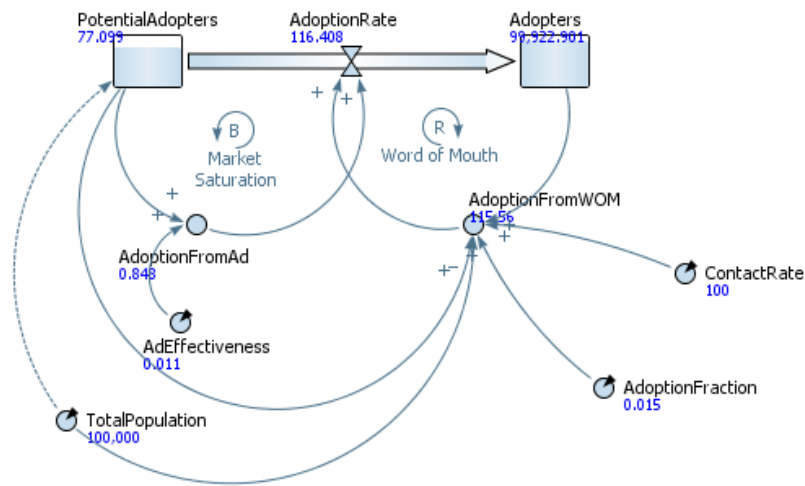 PotentialAdopters
77.099
AdoptionRate
116.408
Adopters
99,922.901
+
+
B
Market
Saturation
R
Word of Mouth
+
+
AdoptionFromWOM
115.56
+
+
AdoptionFromAd
0.848
+
−
+
ContactRate
100
AdEffectiveness
0.011
AdoptionFraction
0.015
TotalPopulation
100,000